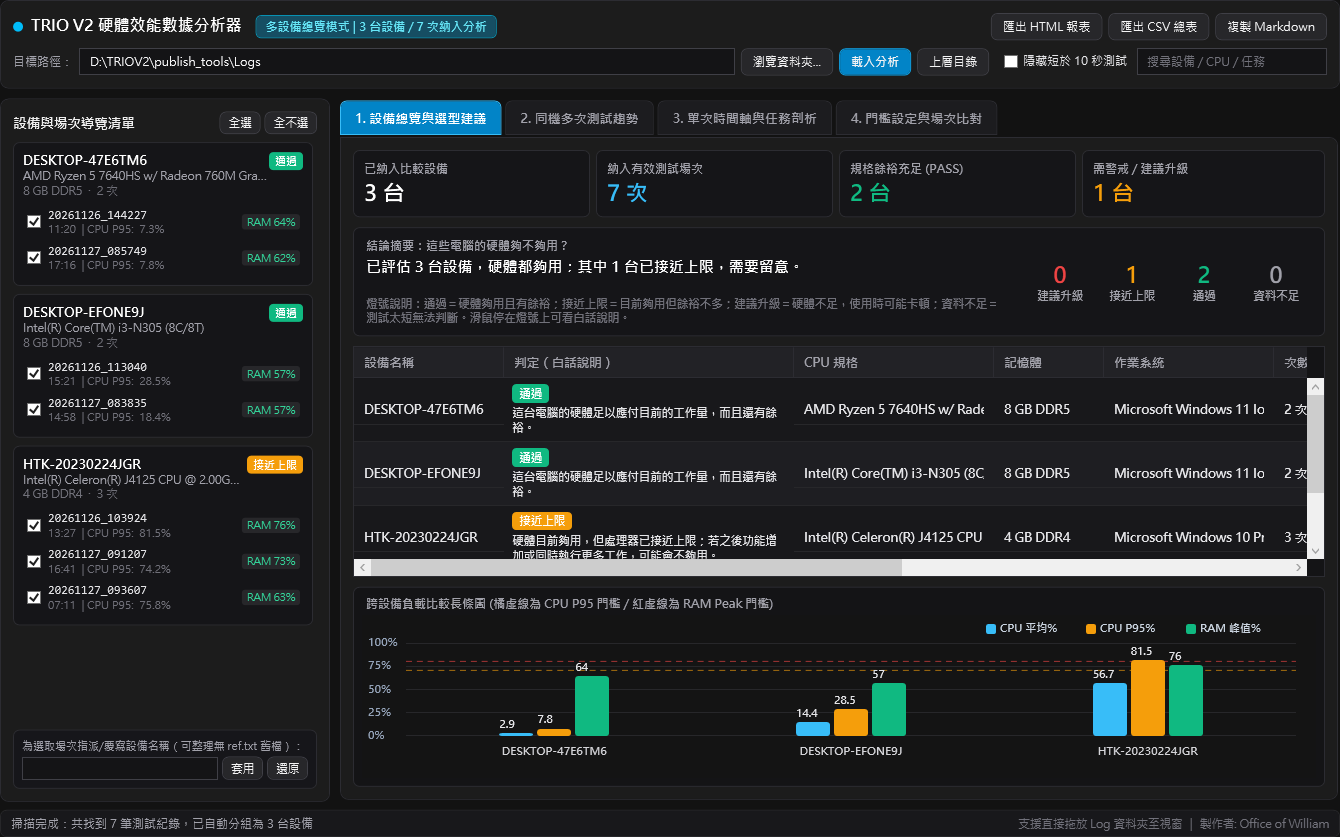 TRIO V2 硬體效能數據分析器
多設備總覽模式 | 3 台設備 / 7 次納入分析
匯出 HTML 報表
匯出 CSV 總表
複製 Markdown
目標路徑：
D:\TRIOV2\publish_tools\Logs
瀏覽資料夾...
載入分析
上層目錄
隱藏短於 10 秒測試
搜尋設備 / CPU / 任務
設備與場次導覽清單
全選
全不選
DESKTOP-47E6TM6
通過
AMD Ryzen 5 7640HS w/ Radeon 760M Gra...
8 GB DDR5 · 2 次
20261126_144227
11:20 | CPU P95: 7.3%
RAM 64%
20261127_085749
17:16 | CPU P95: 7.8%
RAM 62%
DESKTOP-EFONE9J
通過
Intel(R) Core(TM) i3-N305 (8C/8T)
8 GB DDR5 · 2 次
20261126_113040
15:21 | CPU P95: 28.5%
RAM 57%
20261127_083835
14:58 | CPU P95: 18.4%
RAM 57%
HTK-20230224JGR
接近上限
Intel(R) Celeron(R) J4125 CPU @ 2.00G...
4 GB DDR4 · 3 次
20261126_103924
13:27 | CPU P95: 81.5%
RAM 76%
20261127_091207
16:41 | CPU P95: 74.2%
RAM 73%
20261127_093607
07:11 | CPU P95: 75.8%
RAM 63%
為選取場次指派/覆寫設備名稱（可整理無 ref.txt 舊檔）：
套用
還原
1. 設備總覽與選型建議
2. 同機多次測試趨勢
3. 單次時間軸與任務剖析
4. 門檻設定與場次比對
已納入比較設備
3 台
納入有效測試場次
7 次
規格餘裕充足 (PASS)
2 台
需警戒 / 建議升級
1 台
結論摘要：這些電腦的硬體夠不夠用？
已評估 3 台設備，硬體都夠用；其中 1 台已接近上限，需要留意。
燈號說明：通過＝硬體夠用且有餘裕；接近上限＝目前夠用但餘裕不多；建議升級＝硬體不足，使用時可能卡頓；資料不足＝
測試太短無法判斷。滑鼠停在燈號上可看白話說明。
0
建議升級
1
接近上限
2
通過
0
資料不足
設備名稱
判定（白話說明）
CPU 規格
記憶體
作業系統
次數
DESKTOP-47E6TM6
通過
這台電腦的硬體足以應付目前的工作量，而且還有餘
裕。
AMD Ryzen 5 7640HS w/ Rade
8 GB DDR5
Microsoft Windows 11 Io
2 次
DESKTOP-EFONE9J
通過
這台電腦的硬體足以應付目前的工作量，而且還有餘
裕。
Intel(R) Core(TM) i3-N305 (8C
8 GB DDR5
Microsoft Windows 11 Io
2 次
HTK-20230224JGR
接近上限
硬體目前夠用，但處理器已接近上限；若之後功能增
加或同時執行更多工作，可能會不夠用。
Intel(R) Celeron(R) J4125 CPU
4 GB DDR4
Microsoft Windows 10 Pr
3 次
跨設備負載比較長條圖 (橘虛線為 CPU P95 門檻 / 紅虛線為 RAM Peak 門檻)
CPU 平均%
CPU P95%
RAM 峰值%
100%
75%
50%
25%
0%
2.9
7.8
64
DESKTOP-47E6TM6
14.4
28.5
57
DESKTOP-EFONE9J
56.7
81.5
76
HTK-20230224JGR
掃描完成：共找到 7 筆測試紀錄，已自動分組為 3 台設備
支援直接拖放 Log 資料夾至視窗 | 製作者: Office of William